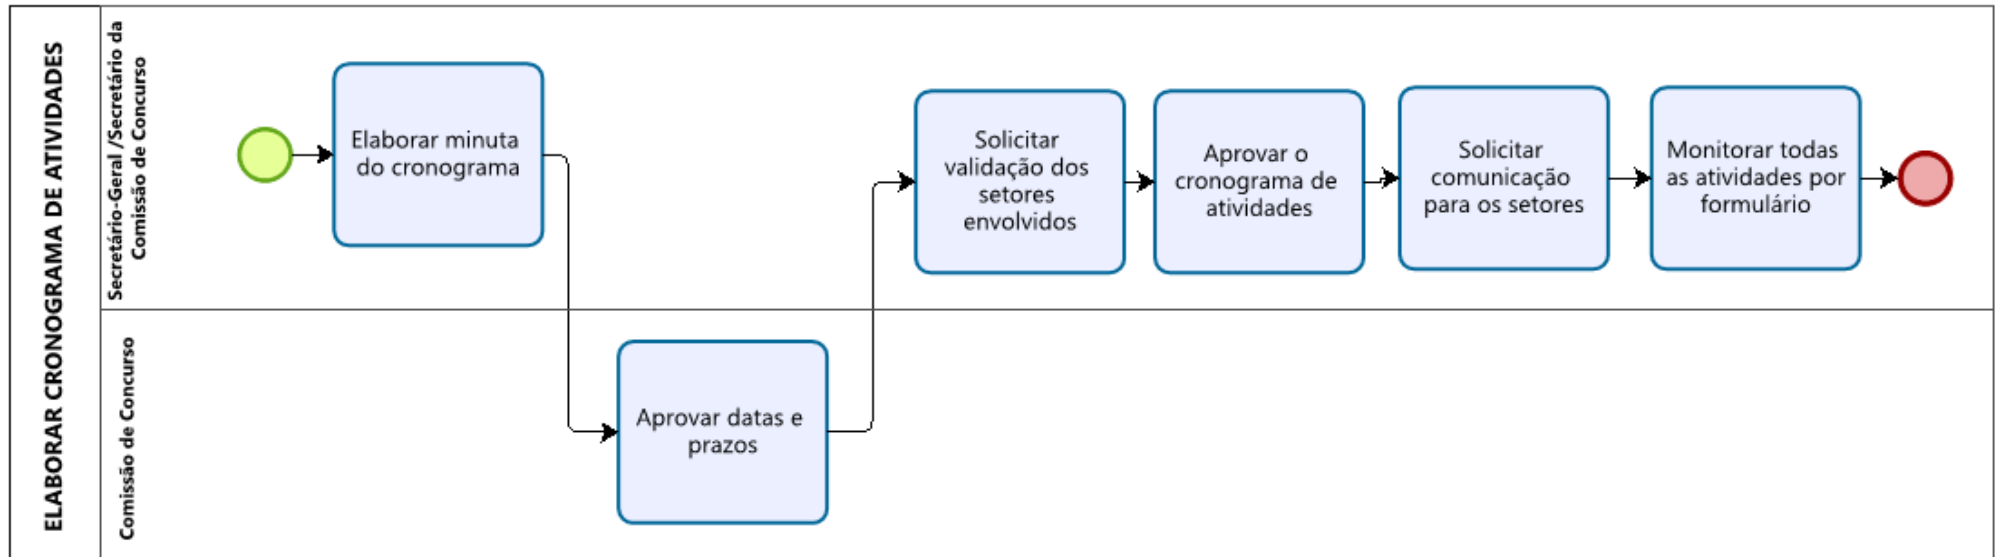 ELABORAR CRONOGRAMA DE ATIVIDADES
Secretário-Geral /Secretário da
Comissão de Concurso
Elaborar minuta
do cronograma
Solicitar
validação dos
setores
envolvidos
Aprovar o
cronograma de
atividades
Solicitar
comunicação
para os setores
Monitorar todas
as atividades por
formulário
Comissão de Concurso
Aprovar datas e
prazos